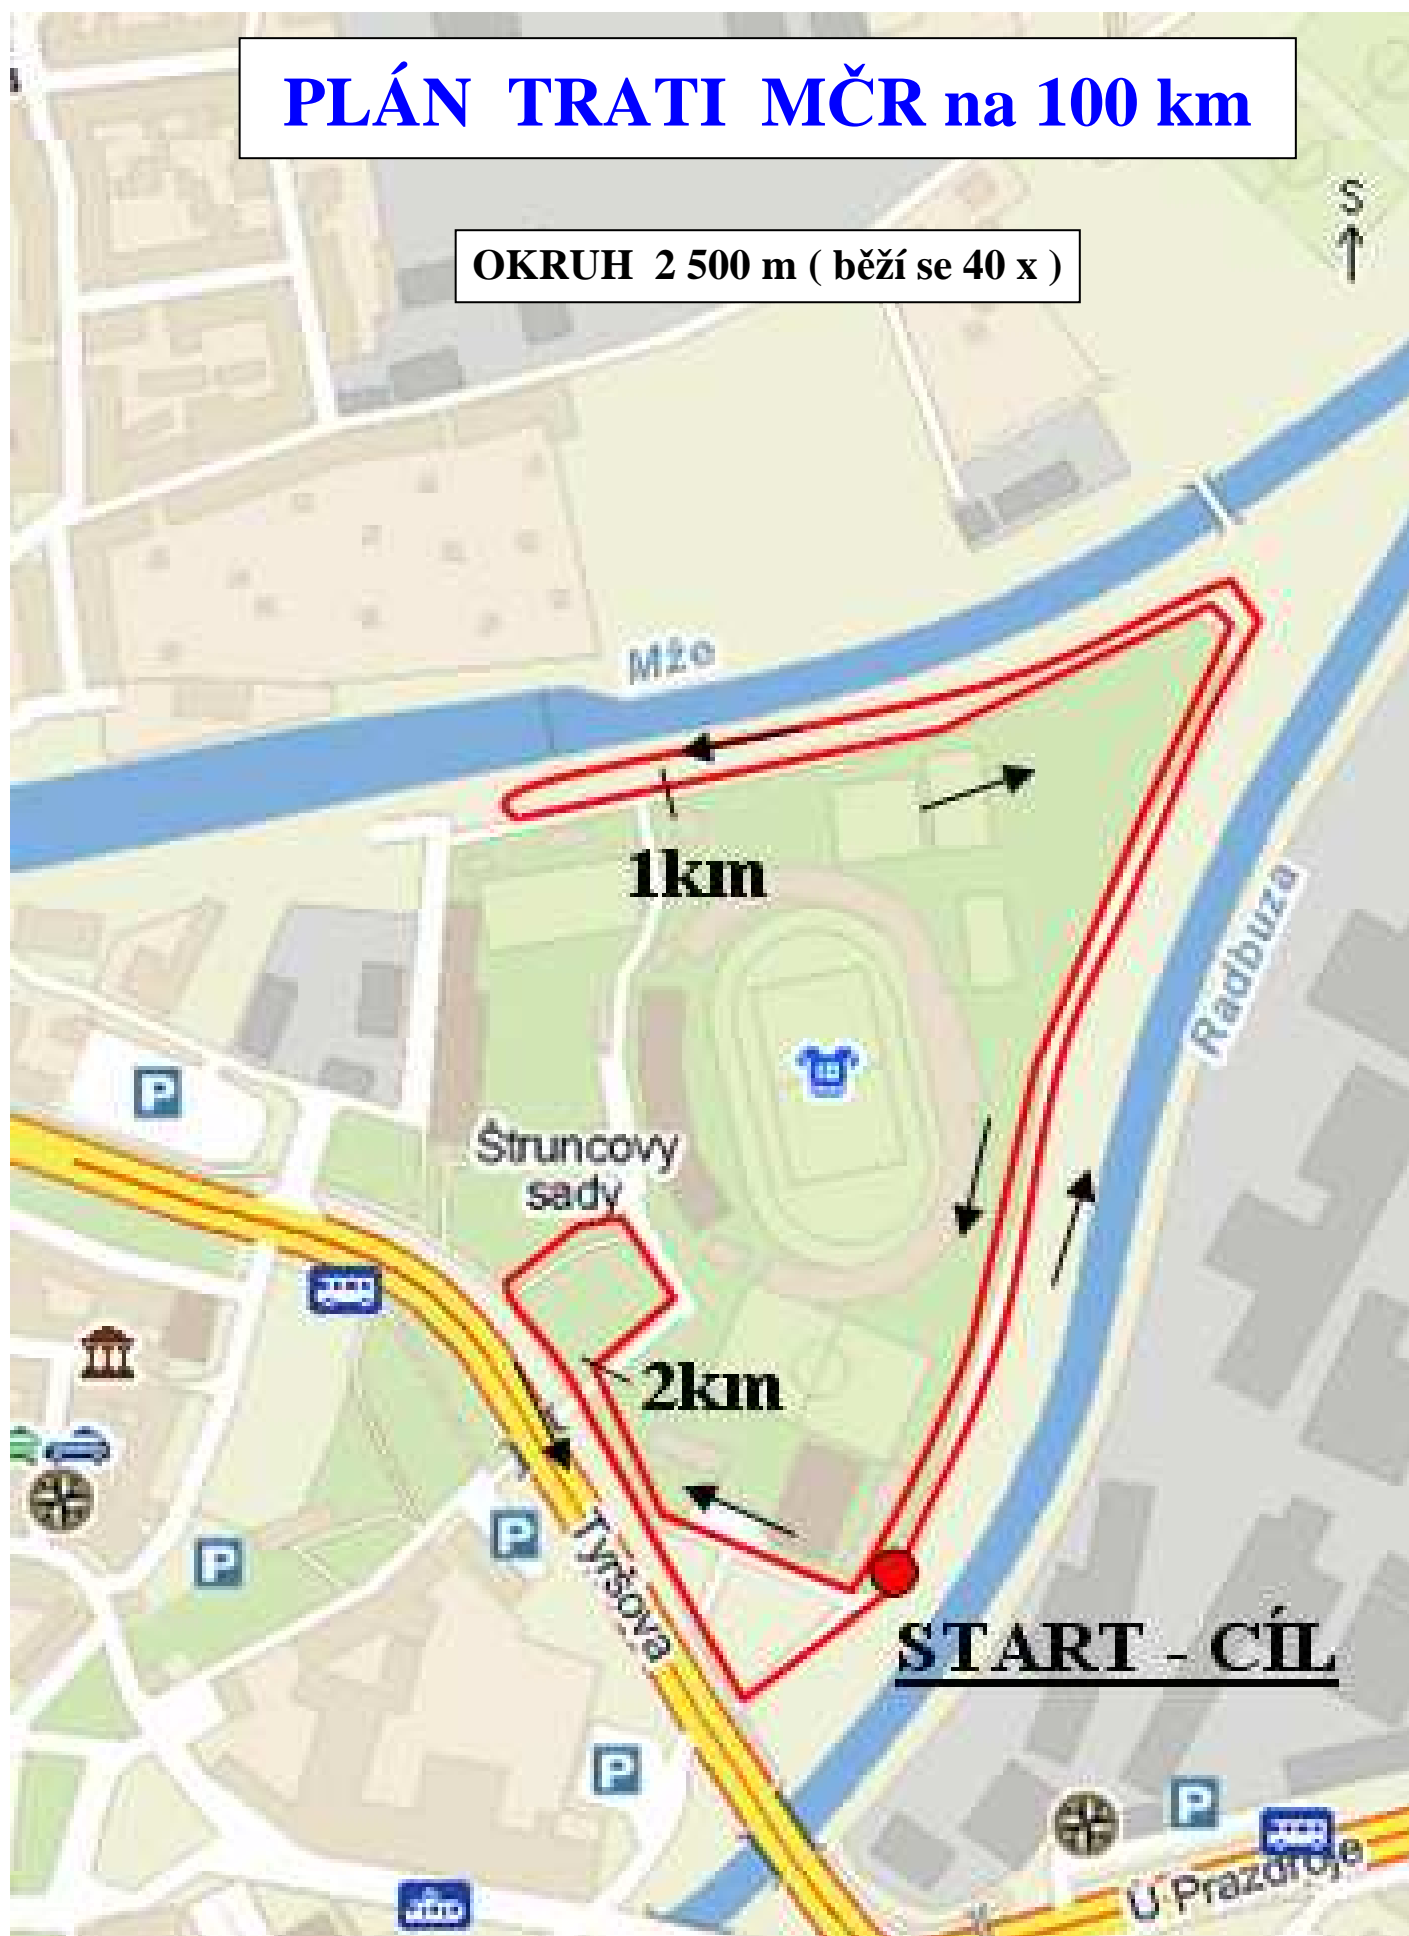 PLÁN TRATI MČR na 100 km
S
OKRUH 2 500 m ( běží se 40 x )
Mže
1km
Radbuza
P
Štruncovy
sady
2km
P
P
Tyršova
START - CÍL
P
P
U Prazdroje